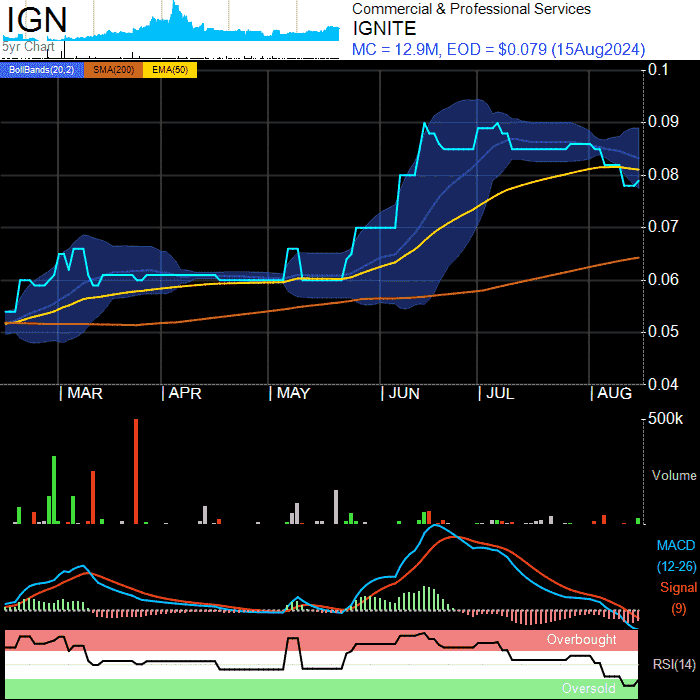 IGN
5yr Chart
Commercial & Professional Services
IGNITE
MC = 12.9M, EOD = $0.079 (15Aug2024)
BollBands(20,2) SMA(200) EMA(50)
0.1
0.09
0.08
0.07
0.06
0.05
0.04
MAR APR MAY JUN JUL AUG
500k
Volume
MACD
(12-26)
Signal
(9)
Overbought
RSI(14)
Oversold